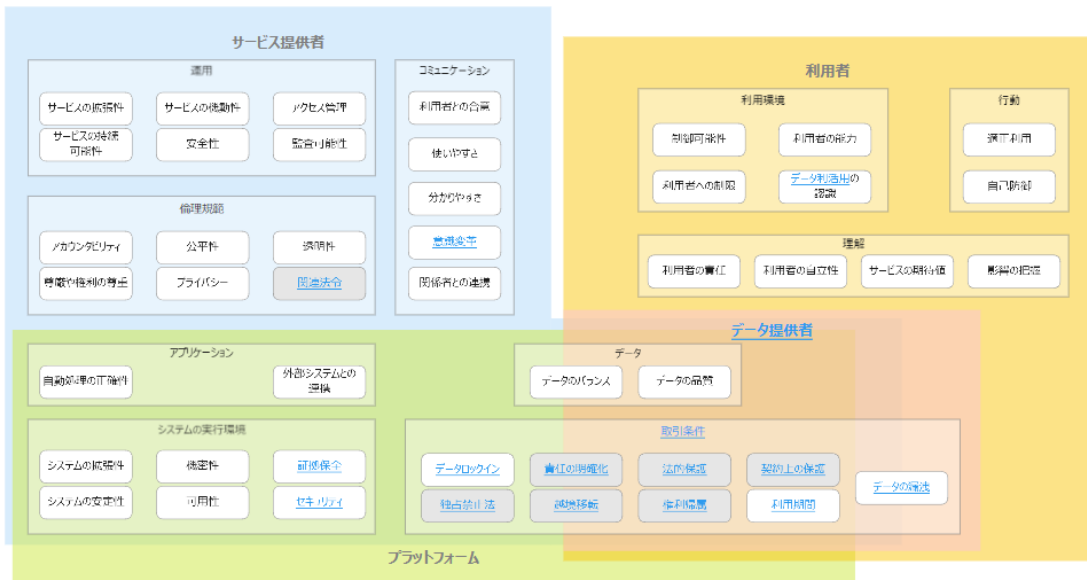 サービス提供者
運用
サービスの拡張性
サービスの機動性
アクセス管理
サービスの持続
可能性
安全性
監査可能性
倫理規範
アカウンタビリティ
公平性
透明性
尊厳や権利の尊重
プライバシー
関連法令
コミュニケーション
利用者との合意
使いやすさ
分かりやすさ
意識変革
関係者との連携
利用者
利用環境
制御可能性
利用者の能力
利用者への制限
データ利活用の
認識
行動
適正利用
自己防御
理解
利用者の責任
利用者の自立性
サービスの期待値
影響の把握
データ提供者
アプリケーション
自動処理の正確性
外部システムとの
連携
データ
データのバランス
データの品質
システムの実行環境
システムの拡張性
機密性
証拠保全
システムの安定性
可用性
セキュリティ
取引条件
データロックイン
責任の明確化
法的保護
契約上の保護
データの漏洩
独占禁止法
越境移転
権利帰属
利用期間
プラットフォーム